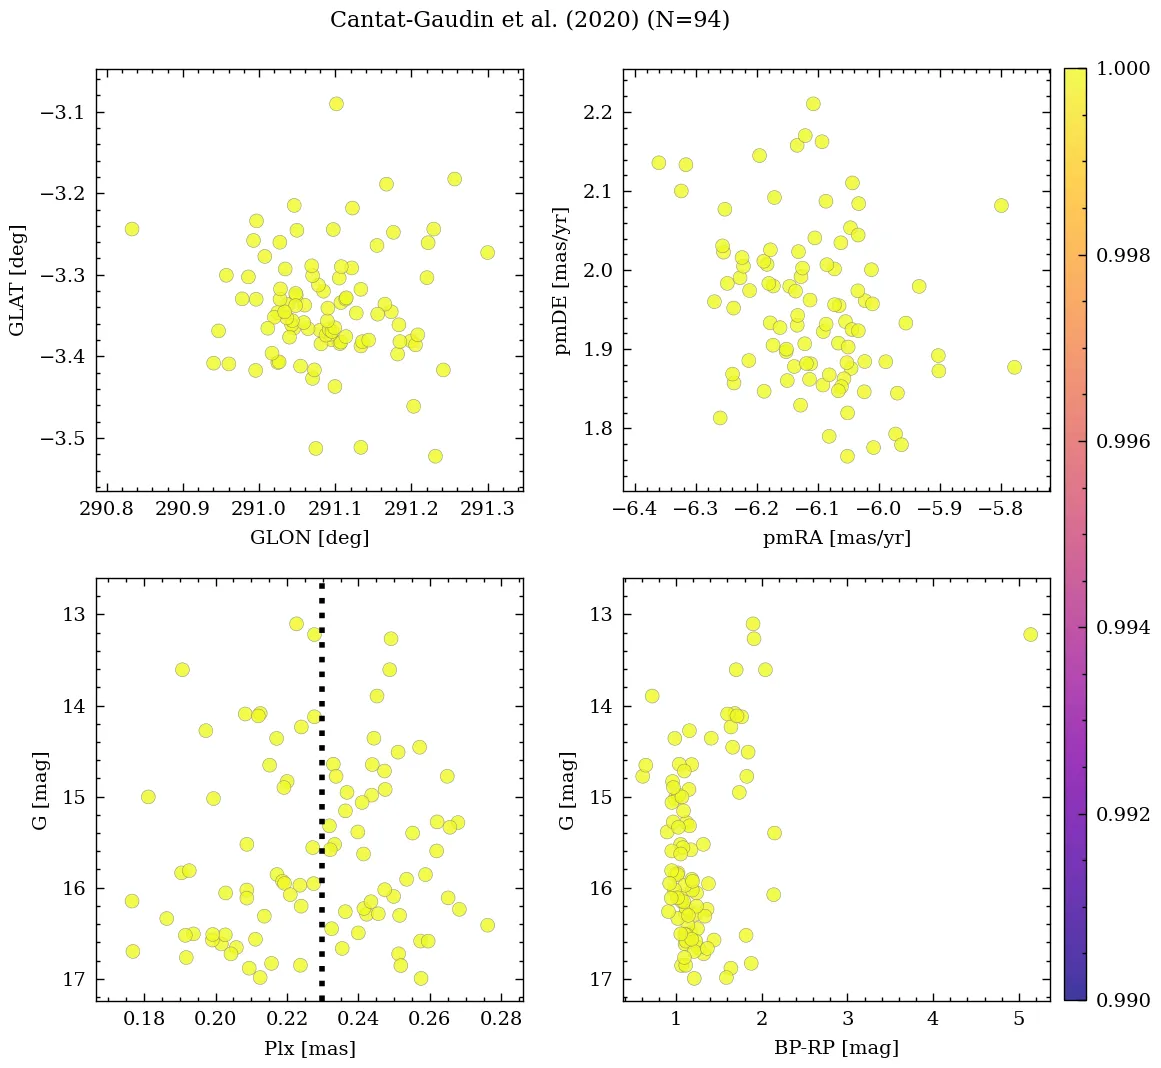 Cantat-Gaudin et al. (2020) (N=94)
−3.1
−3.2
−3.3
−3.4
−3.5
GLAT [deg]
290.8 290.9 291.0 291.1 291.2 291.3
GLON [deg]
2.2
2.1
2.0
1.9
1.8
pmDE [mas/yr]
−6.4 −6.3 −6.2 −6.1 −6.0 −5.9 −5.8
pmRA [mas/yr]
13
14
15
16
17
G [mag]
0.18 0.20 0.22 0.24 0.26 0.28
Plx [mas]
13
14
15
16
17
G [mag]
1 2 3 4 5
BP-RP [mag]
1.000
0.998
0.996
0.994
0.992
0.990